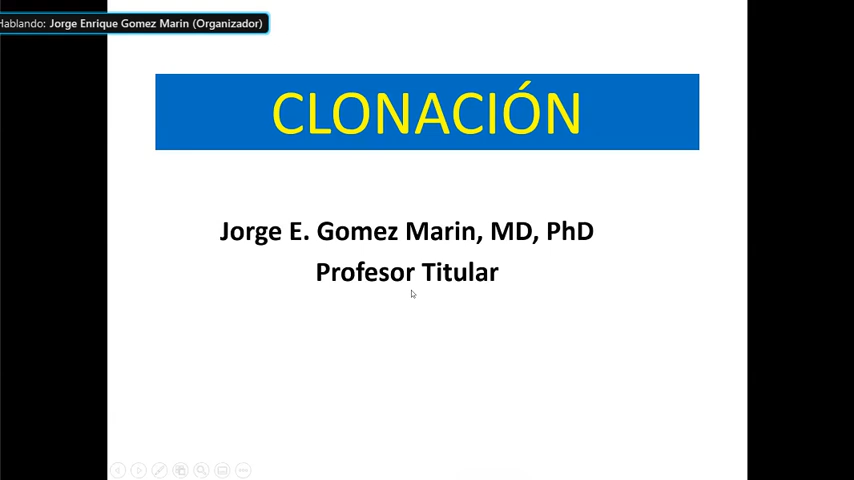 Hablando: Jorge Enrique Gomez Marin (Organizador)
CLONACIÓN
Jorge E. Gomez Marin, MD, PhD
Profesor Titular